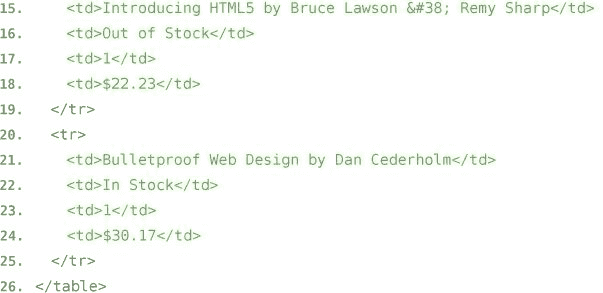 15. <td>Introducing HTML5 by Bruce Lawson &#38; Remy Sharp</td>
16. <td>Out of Stock</td>
17. <td>1</td>
18. <td>$22.23</td>
19. </tr>
20. <tr>
21. <td>Bulletproof Web Design by Dan Cederholm</td>
22. <td>In Stock</td>
23. <td>1</td>
24. <td>$30.17</td>
25. </tr>
26. </table>